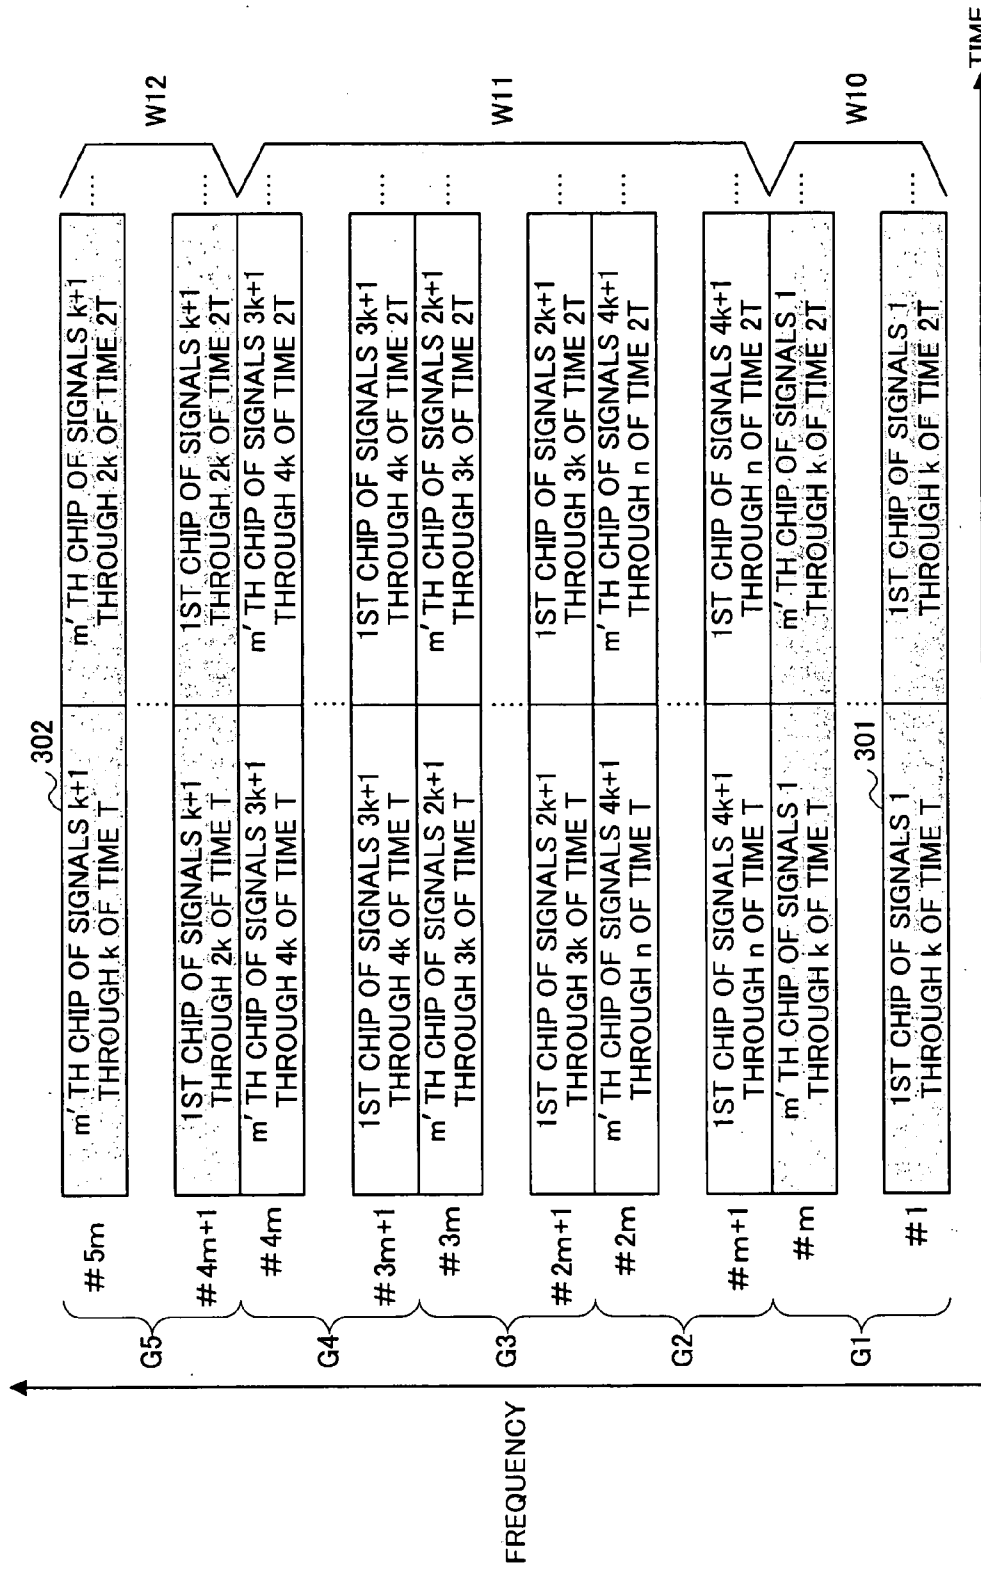 FREQUENCY
TIME
302
301
W12
W11
W10
G5
G4
G3
G2
G1
#5m
m' TH CHIP OF SIGNALS k+1
THROUGH k OF TIME T
m' TH CHIP OF SIGNALS k+1
THROUGH 2k OF TIME 2T
....
#4m+1
1ST CHIP OF SIGNALS k+1
THROUGH 2k OF TIME T
1ST CHIP OF SIGNALS k+1
THROUGH 2k OF TIME 2T
....
#4m
m' TH CHIP OF SIGNALS 3k+1
THROUGH 4k OF TIME T
m' TH CHIP OF SIGNALS 3k+1
THROUGH 4k OF TIME 2T
....
#3m+1
1ST CHIP OF SIGNALS 3k+1
THROUGH 4k OF TIME T
1ST CHIP OF SIGNALS 3k+1
THROUGH 4k OF TIME 2T
....
#3m
m' TH CHIP OF SIGNALS 2k+1
THROUGH 3k OF TIME T
m' TH CHIP OF SIGNALS 2k+1
THROUGH 3k OF TIME 2T
....
#2m+1
1ST CHIP OF SIGNALS 2k+1
THROUGH 3k OF TIME T
1ST CHIP OF SIGNALS 2k+1
THROUGH 3k OF TIME 2T
....
#2m
m' TH CHIP OF SIGNALS 4k+1
THROUGH n OF TIME T
m' TH CHIP OF SIGNALS 4k+1
THROUGH n OF TIME 2T
....
#m+1
1ST CHIP OF SIGNALS 4k+1
THROUGH n OF TIME T
1ST CHIP OF SIGNALS 4k+1
THROUGH n OF TIME 2T
....
#m
m' TH CHIP OF SIGNALS 1
THROUGH k OF TIME T
m' TH CHIP OF SIGNALS 1
THROUGH k OF TIME 2T
....
#1
1ST CHIP OF SIGNALS 1
THROUGH k OF TIME T
1ST CHIP OF SIGNALS 1
THROUGH k OF TIME 2T
....